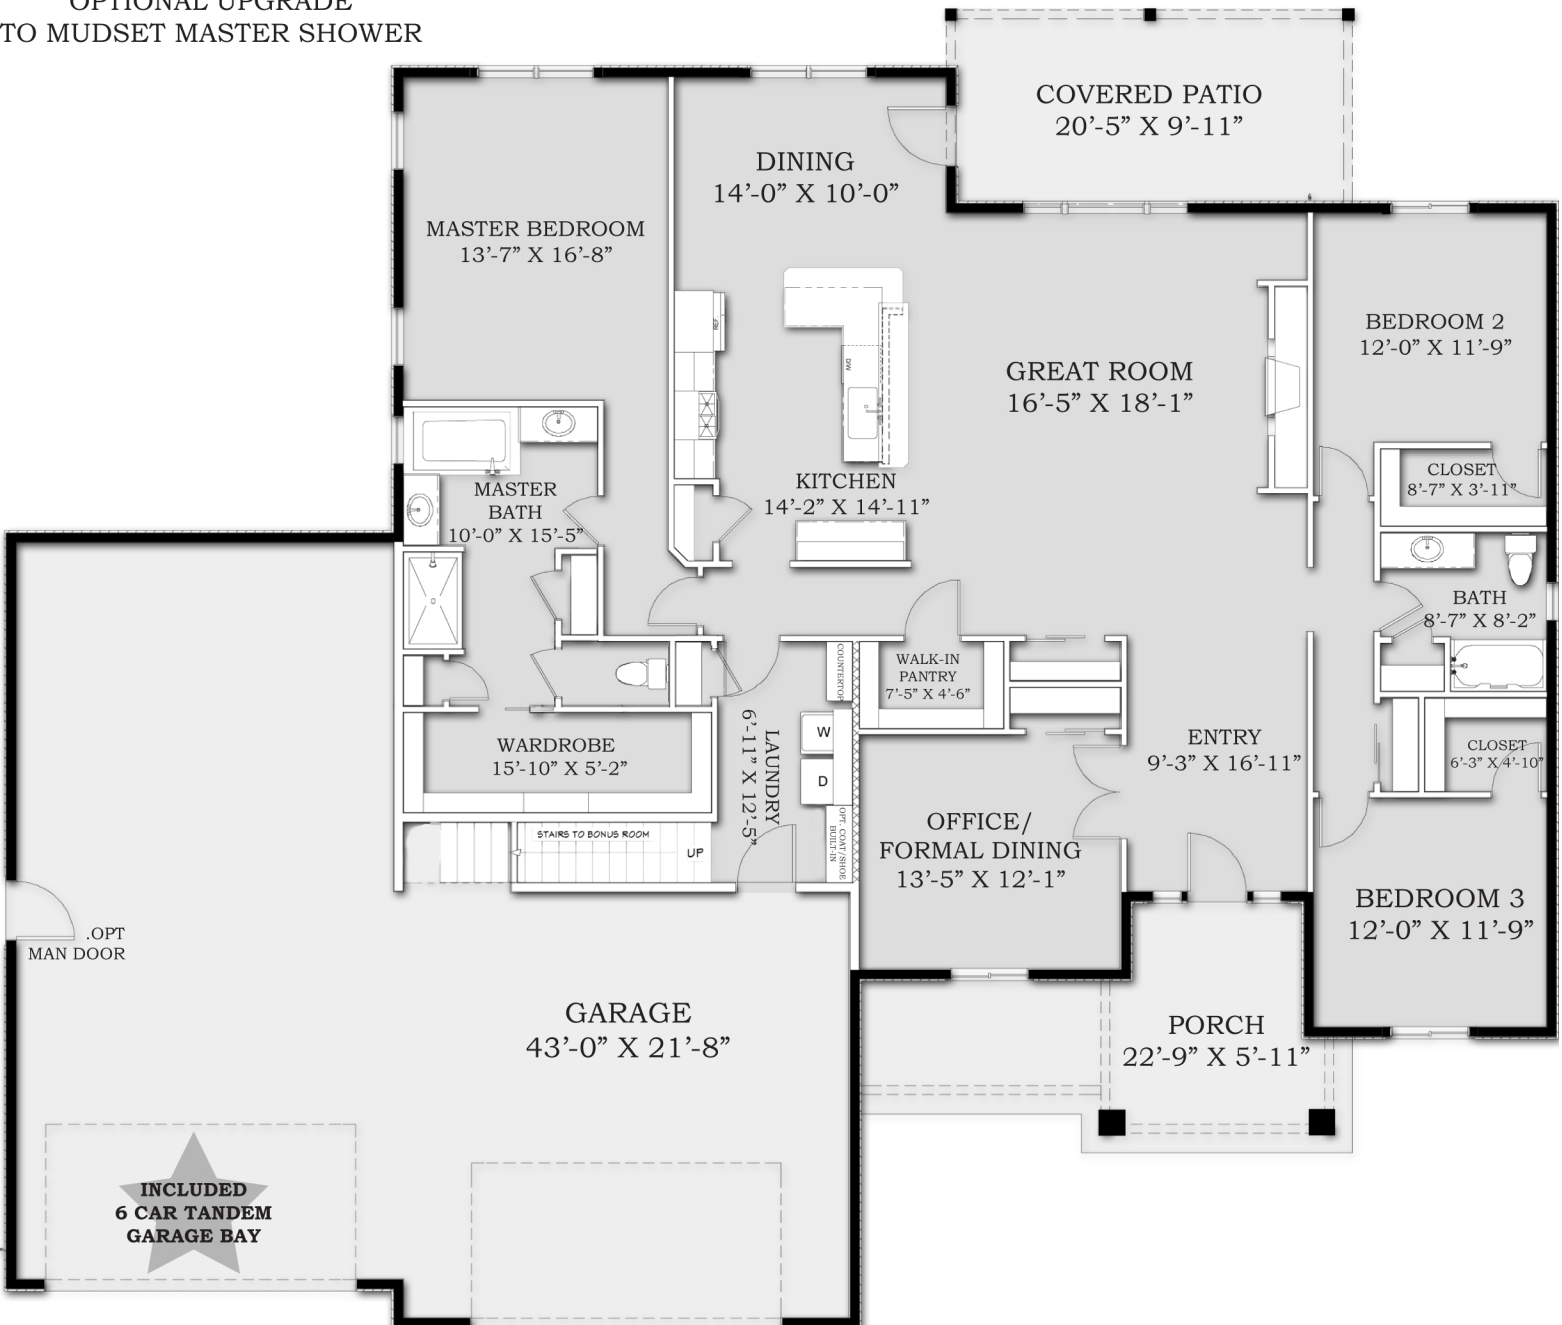 OPTIONAL UPGRADE
TO MUDSET MASTER SHOWER
COVERED PATIO
20’-5” X 9’-11”
DINING
14’-0” X 10’-0”
MASTER BEDROOM
13’-7” X 16’-8”
BEDROOM 2
12’-0” X 11’-9”
REF
DW
GREAT ROOM
16’-5” X 18’-1”
KITCHEN
14’-2” X 14’-11”
CLOSET
8’-7” X 3’-11”
MASTER
BATH
10’-0” X 15’-5”
BATH
8’-7” X 8’-2”
COUNTERTOP
WALK-IN
PANTRY
7’-5” X 4’-6”
WARDROBE
15’-10” X 5’-2”
LAUNDRY
6’-11” X 12’-5”
W
D
OPT. COAT/SHOE
BUILT-IN
ENTRY
9’-3” X 16’-11”
CLOSET
6’-3” X 4’-10”
STAIRS TO BONUS ROOM
UP
OFFICE/
FORMAL DINING
13’-5” X 12’-1”
BEDROOM 3
12’-0” X 11’-9”
.OPT
MAN DOOR
GARAGE
43’-0” X 21’-8”
PORCH
22’-9” X 5’-11”
INCLUDED
6 CAR TANDEM
GARAGE BAY